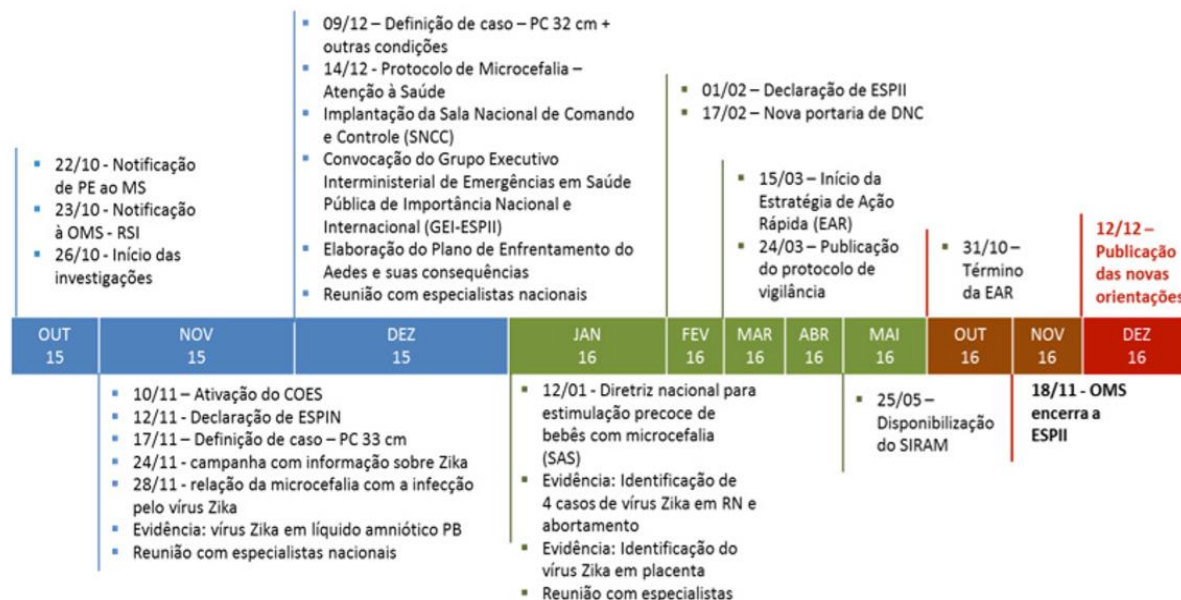 22/10 - Notificação
de PE ao MS
23/10 - Notificação
à OMS - RSI
26/10 - Início das
investigações
09/12 – Definição de caso – PC 32 cm +
outras condições
14/12 - Protocolo de Microcefalia –
Atenção à Saúde
Implantação da Sala Nacional de Comando
e Controle (SNCC)
Convocação do Grupo Executivo
Interministerial de Emergências em Saúde
Pública de Importância Nacional e
Internacional (GEI-ESPII)
Elaboração do Plano de Enfrentamento do
Aedes e suas consequências
Reunião com especialistas nacionais
01/02 – Declaração de ESPII
17/02 – Nova portaria de DNC
15/03 – Início da
Estratégia de Ação
Rápida (EAR)
24/03 – Publicação
do protocolo de
vigilância
31/10 –
Término
da EAR
12/12 –
Publicação
das novas
orientações
OUT
15
NOV
15
DEZ
15
JAN
16
FEV
16
MAR
16
ABR
16
MAI
16
OUT
16
NOV
16
DEZ
16
10/11 – Ativação do COES
12/11 – Declaração de ESPIN
17/11 – Definição de caso – PC 33 cm
24/11 - campanha com informação sobre Zika
28/11 - relação da microcefalia com a infecção
pelo vírus Zika
Evidência: vírus Zika em líquido amniótico PB
Reunião com especialistas nacionais
12/01 - Diretriz nacional para
estimulação precoce de
bebês com microcefalia
(SAS)
Evidência: Identificação de
4 casos de vírus Zika em RN e
abortamento
Evidência: Identificação do
vírus Zika em placenta
Reunião com especialistas
25/05 –
Disponibilização
do SIRAM
18/11 - OMS
encerra a
ESPII